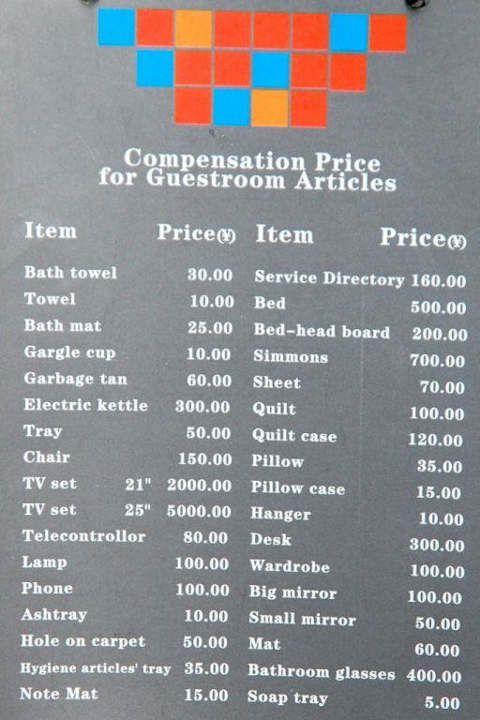 Compensation Price
for Guestroom Articles
Item Price(¥)
Bath towel 30.00
Towel 10.00
Bath mat 25.00
Gargle cup 10.00
Garbage tan 60.00
Electric kettle 300.00
Tray 50.00
Chair 150.00
TV set 21" 2000.00
TV set 25" 5000.00
Telecontrollor 80.00
Lamp 100.00
Phone 100.00
Ashtray 10.00
Hole on carpet 50.00
Hygiene articles' tray 35.00
Note Mat 15.00
Item Price(¥)
Service Directory 160.00
Bed 500.00
Bed-head board 200.00
Simmons 700.00
Sheet 70.00
Quilt 100.00
Quilt case 120.00
Pillow 35.00
Pillow case 15.00
Hanger 10.00
Desk 300.00
Wardrobe 100.00
Big mirror 100.00
Small mirror 50.00
Mat 60.00
Bathroom glasses 400.00
Soap tray 5.00